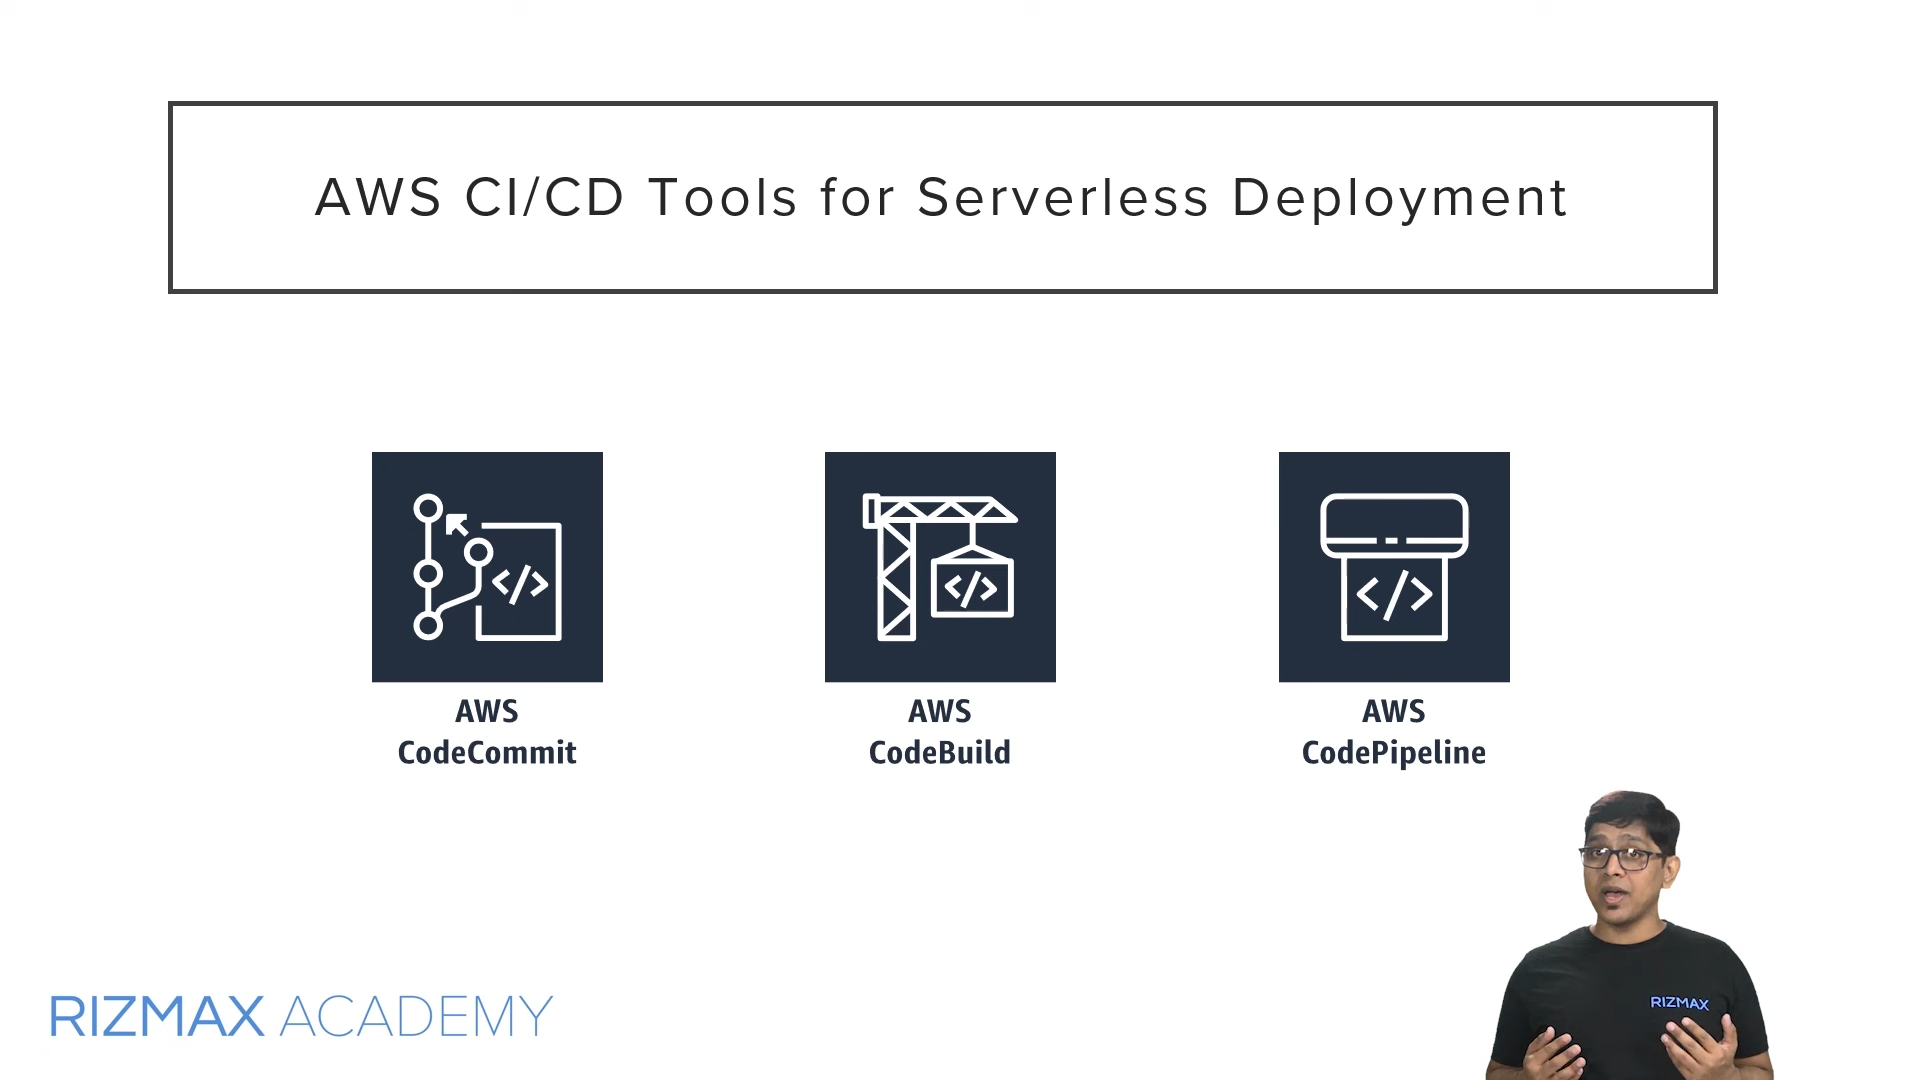 AWS CI/CD Tools for Serverless Deployment
</>
</>
</>
AWS
CodeCommit
AWS
CodeBuild
AWS
CodePipeline
RIZMAX
RIZMAX ACADEMY